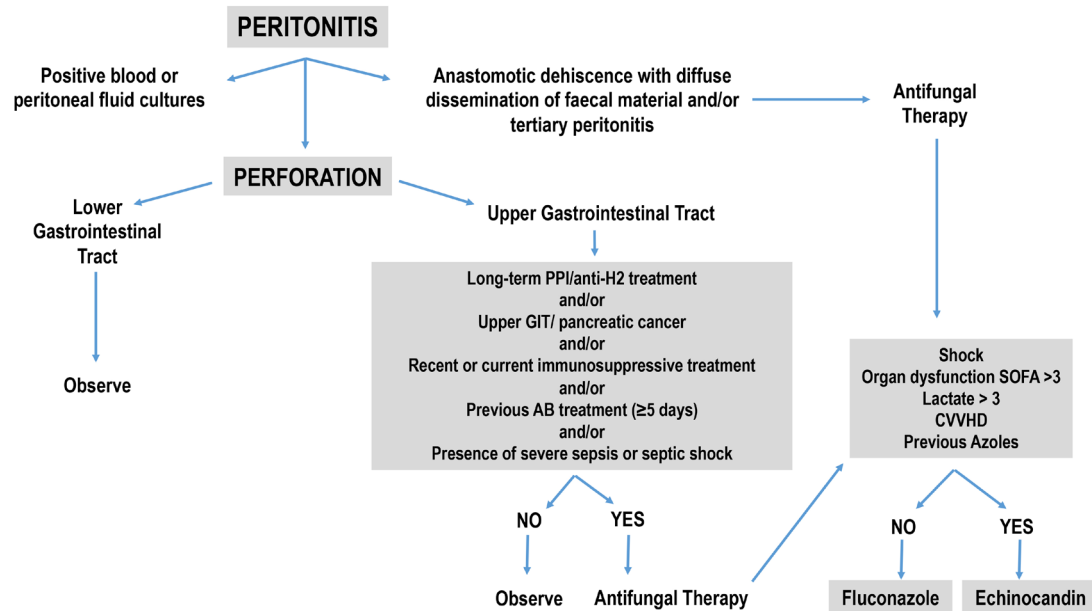 PERITONITIS
Positive blood or
peritoneal fluid cultures
Anastomotic dehiscence with diffuse
dissemination of faecal material and/or
tertiary peritonitis
Antifungal
Therapy
PERFORATION
Lower
Gastrointestinal
Tract
Upper Gastrointestinal Tract
Long-term PPI/anti-H2 treatment
and/or
Upper GIT/ pancreatic cancer
and/or
Recent or current immunosuppressive treatment
and/or
Previous AB treatment (≥5 days)
and/or
Presence of severe sepsis or septic shock
Observe
Shock
Organ dysfunction SOFA >3
Lactate > 3
CVVHD
Previous Azoles
NO
YES
NO
YES
Observe
Antifungal Therapy
Fluconazole
Echinocandin